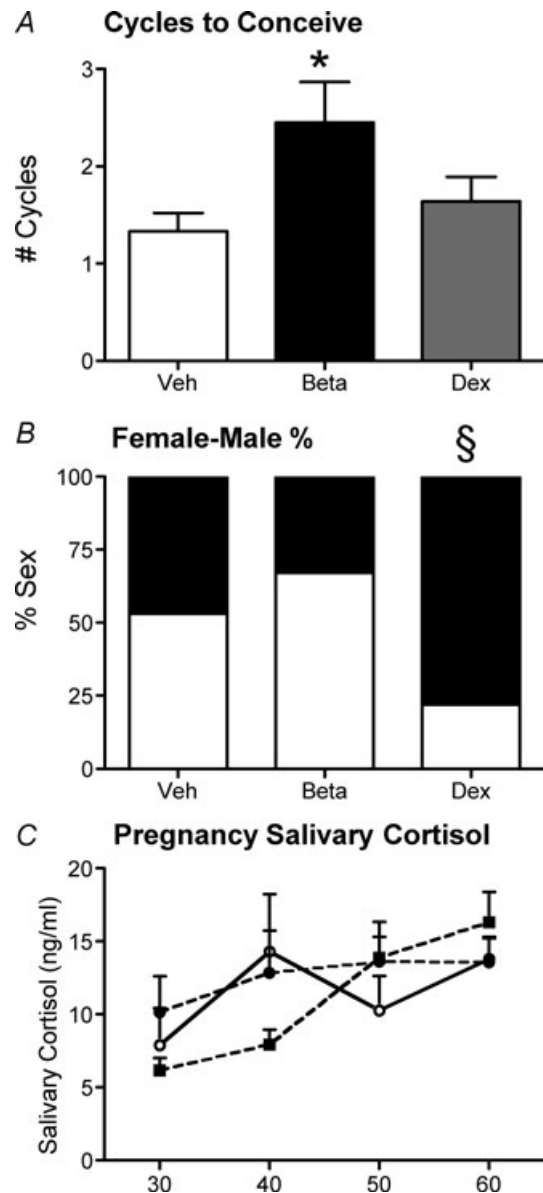 A Cycles to Conceive
3
2
1
0
# Cycles
*
Veh Beta Dex
B Female-Male %
§
100
75
50
25
0
% Sex
Veh Beta Dex
C Pregnancy Salivary Cortisol
20
15
10
5
0
Salivary Cortisol (ng/ml)
30 40 50 60